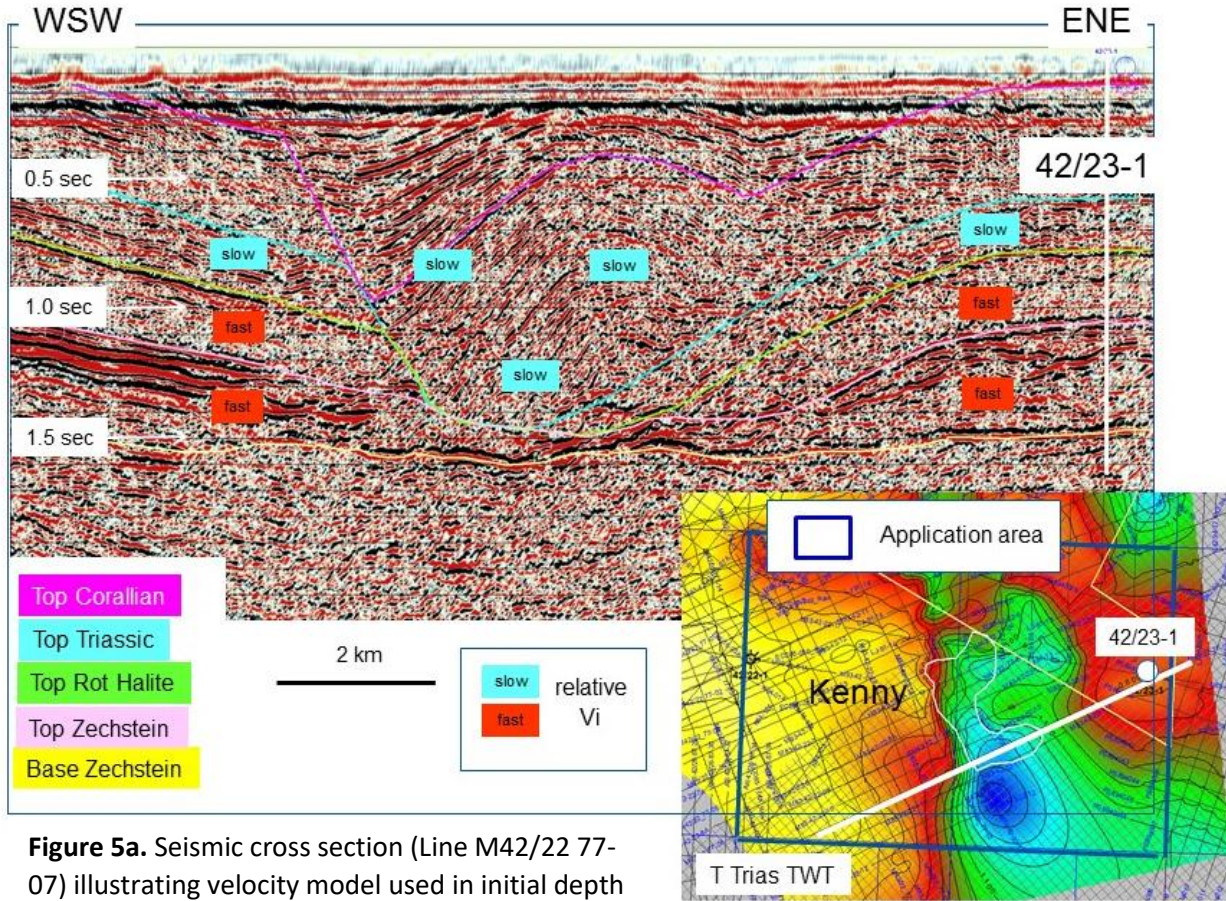 WSW
ENE
42/23-1
0.5 sec
slow
slow
slow
slow
1.0 sec
fast
fast
slow
fast
fast
1.5 sec
Application area
Top Corallian
Top Triassic
Top Rot Halite
Top Zechstein
Base Zechstein
2 km
slow
fast
relative
Vi
42/23-1
Kenny
T Trias TWT
Figure 5a. Seismic cross section (Line M42/22 77-
07) illustrating velocity model used in initial depth